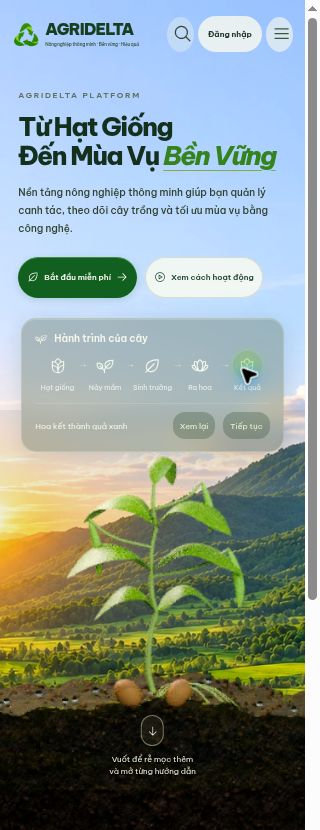 AGRIDELTA
Nông nghiệp thông minh · Bền vững · Hiệu quả
Đăng nhập
AGRIDELTA PLATFORM
Từ Hạt Giống
Đến Mùa Vụ Bền Vững
Nền tảng nông nghiệp thông minh giúp bạn quản lý
canh tác, theo dõi cây trồng và tối ưu mùa vụ bằng
công nghệ.
Bắt đầu miễn phí → Xem cách hoạt động
Hành trình của cây
Hạt giống → Nảy mầm → Sinh trưởng → Ra hoa → Kết quả
Hoa kết thành quả xanh Xem lại Tiếp tục
Vuốt để rễ mọc thêm
và mở từng hướng dẫn